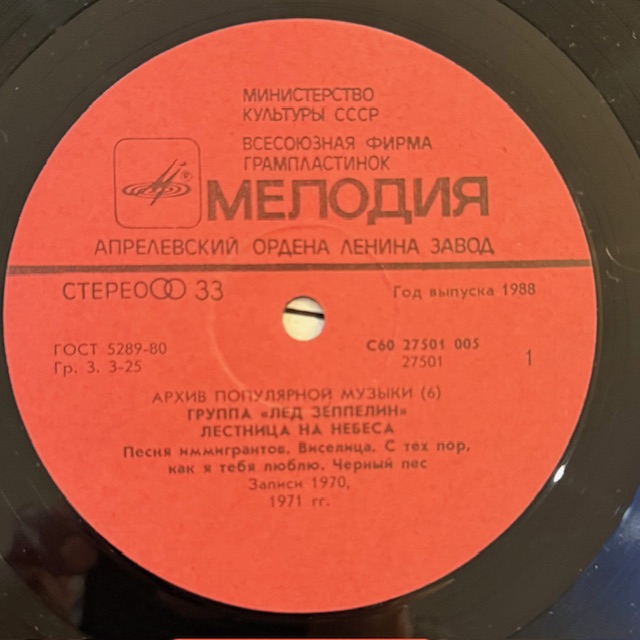 МИНИСТЕРСТВО
КУЛЬТУРЫ СССР
ВСЕСОЮЗНАЯ ФИРМА
ГРАМПЛАСТИНОК
МЕЛОДИЯ
АПРЕЛЕВСКИЙ ОРДЕНА ЛЕНИНА ЗАВОД
СТЕРЕО 33
Год выпуска 1988
ГОСТ 5289-80
Гр. 3. 3-25
С60 27501 005
27501
1
АРХИВ ПОПУЛЯРНОЙ МУЗЫКИ (6)
ГРУППА «ЛЕД ЗЕППЕЛИН»
ЛЕСТНИЦА НА НЕБЕСА
Песня иммигрантов. Виселица. С тех пор,
как я тебя люблю. Черный пес
Записи 1970,
1971 гг.